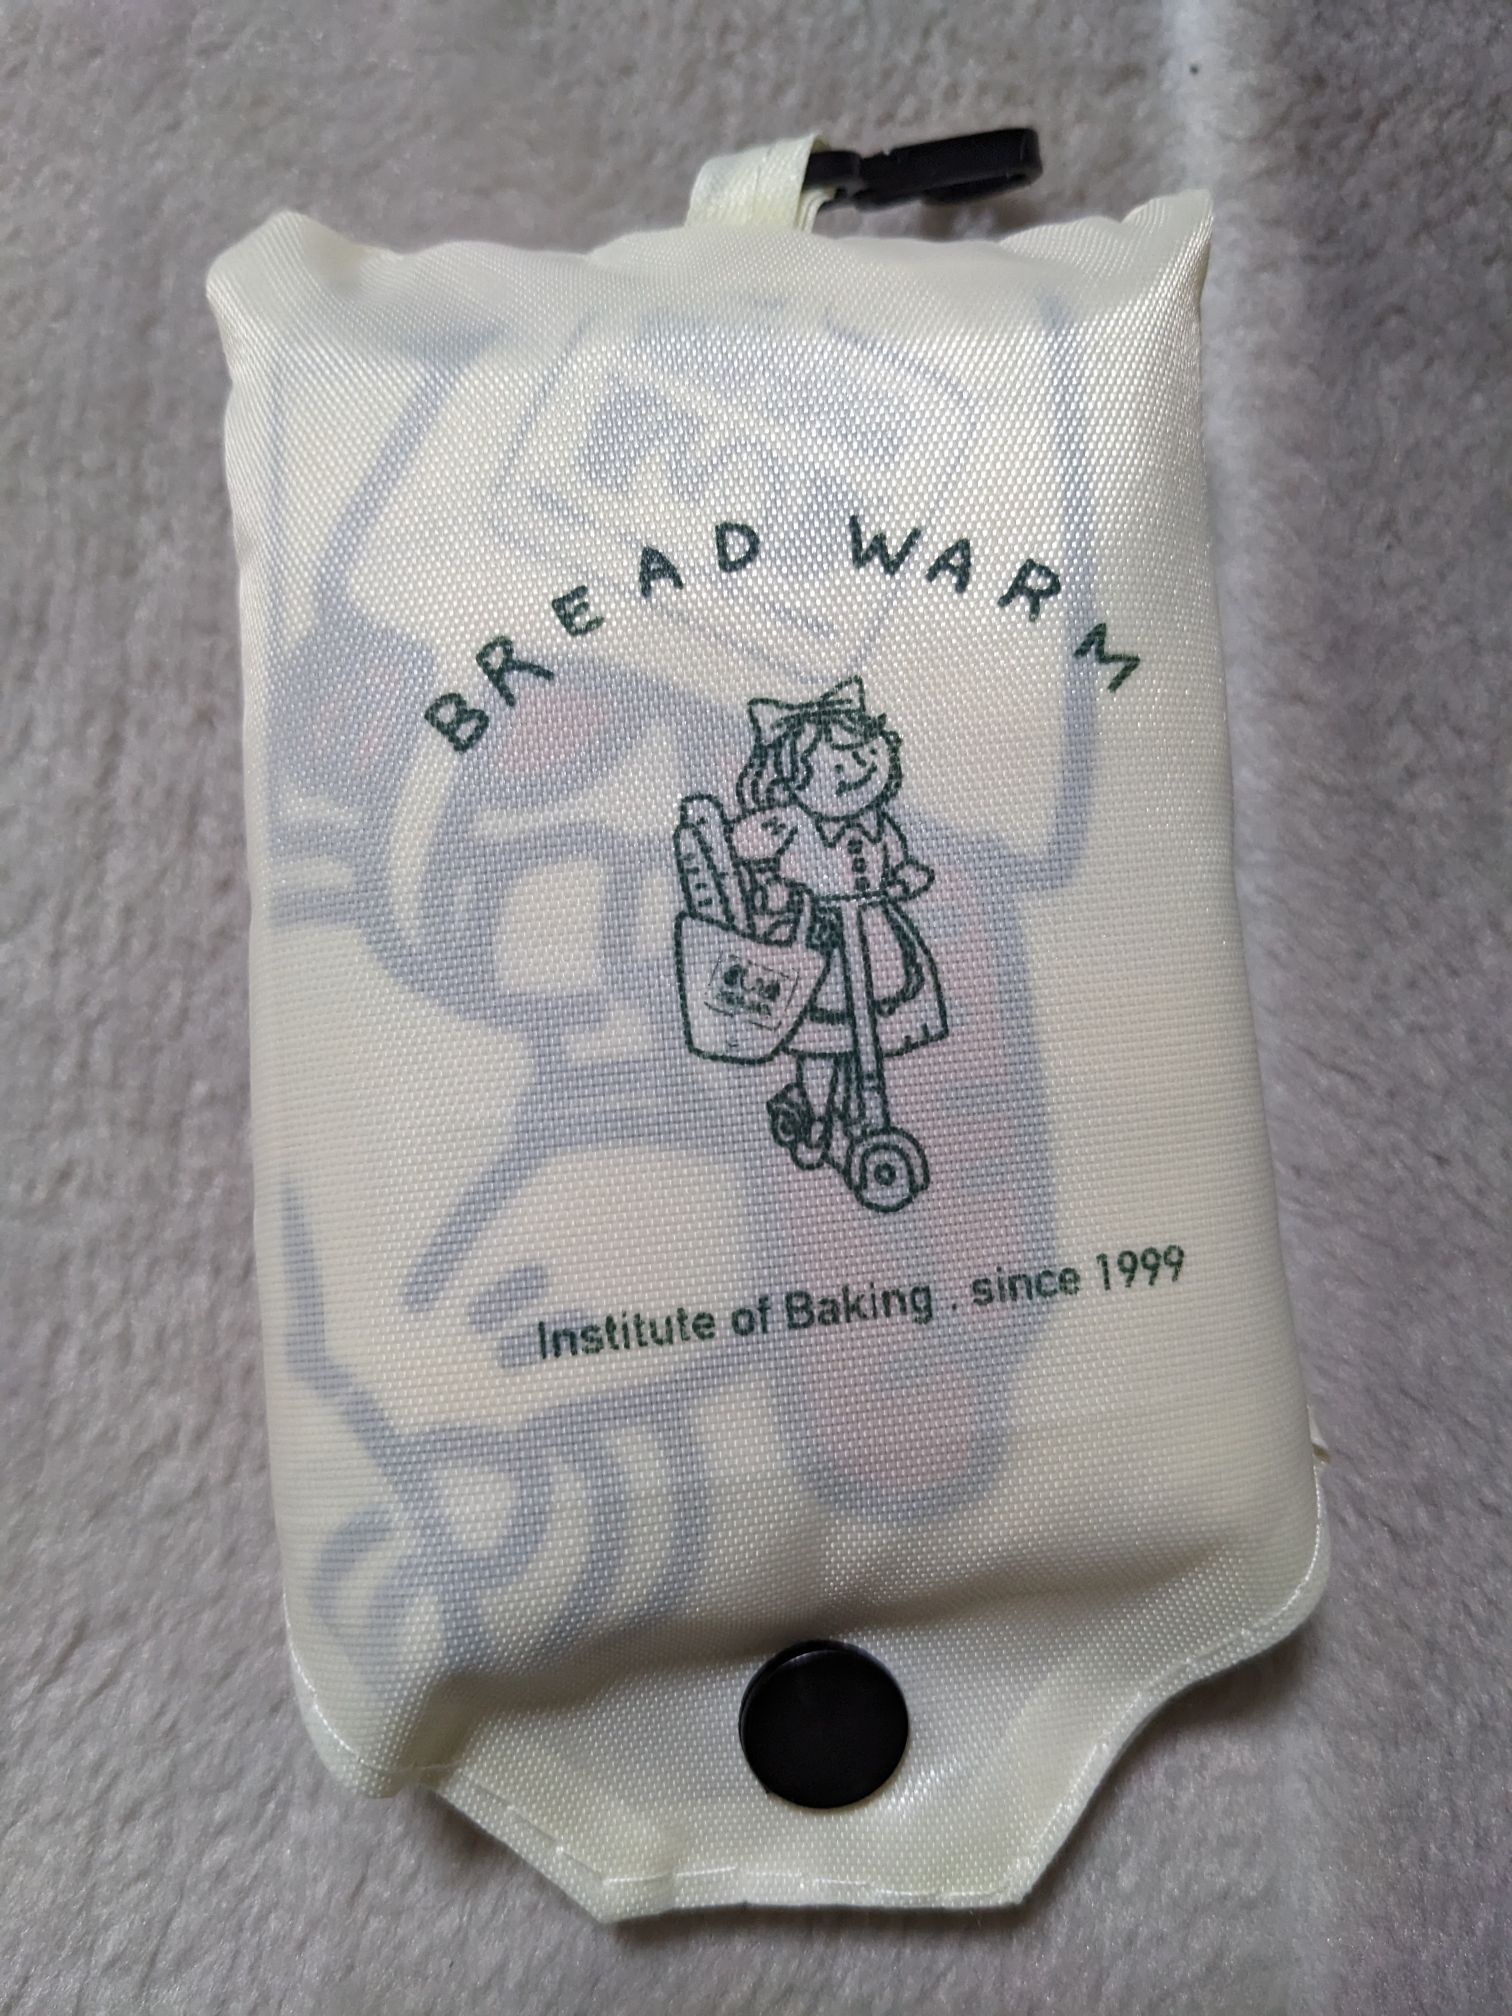 BREAD WARM
Institute of Baking . since 1999